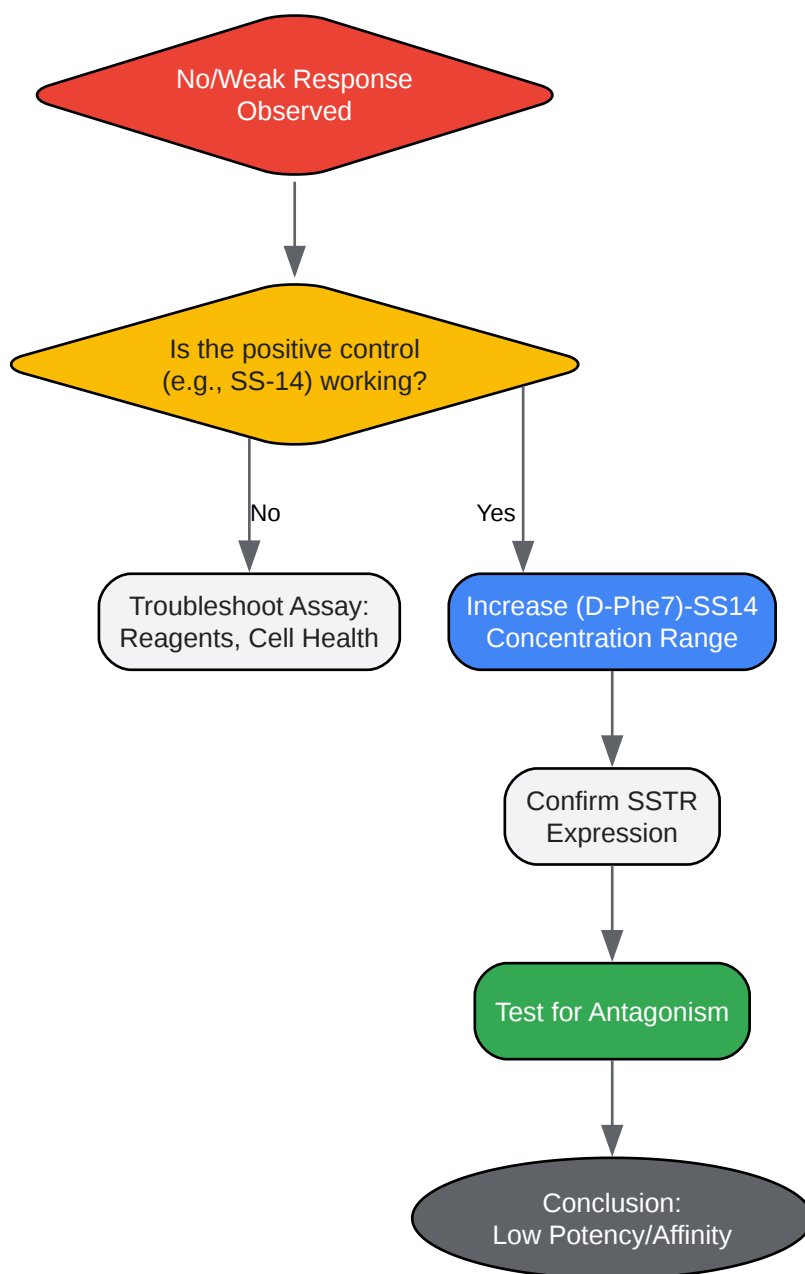 No/Weak Response
Observed
Is the positive control
(e.g., SS-14) working?
No
Yes
Troubleshoot Assay:
Reagents, Cell Health
Increase (D-Phe7)-SS14
Concentration Range
Confirm SSTR
Expression
Test for Antagonism
Conclusion:
Low Potency/Affinity